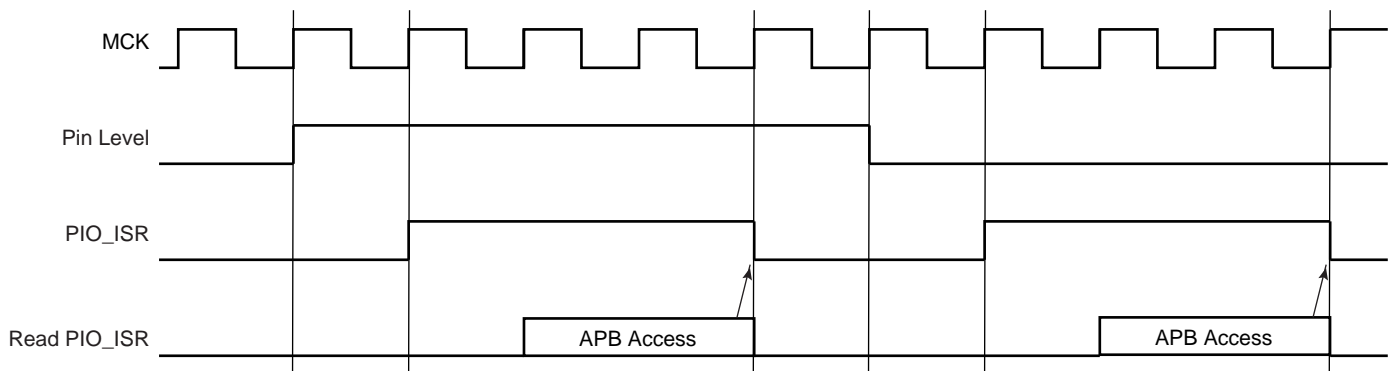 MCK
Pin Level
PIO_ISR
Read PIO_ISR
APB Access
APB Access